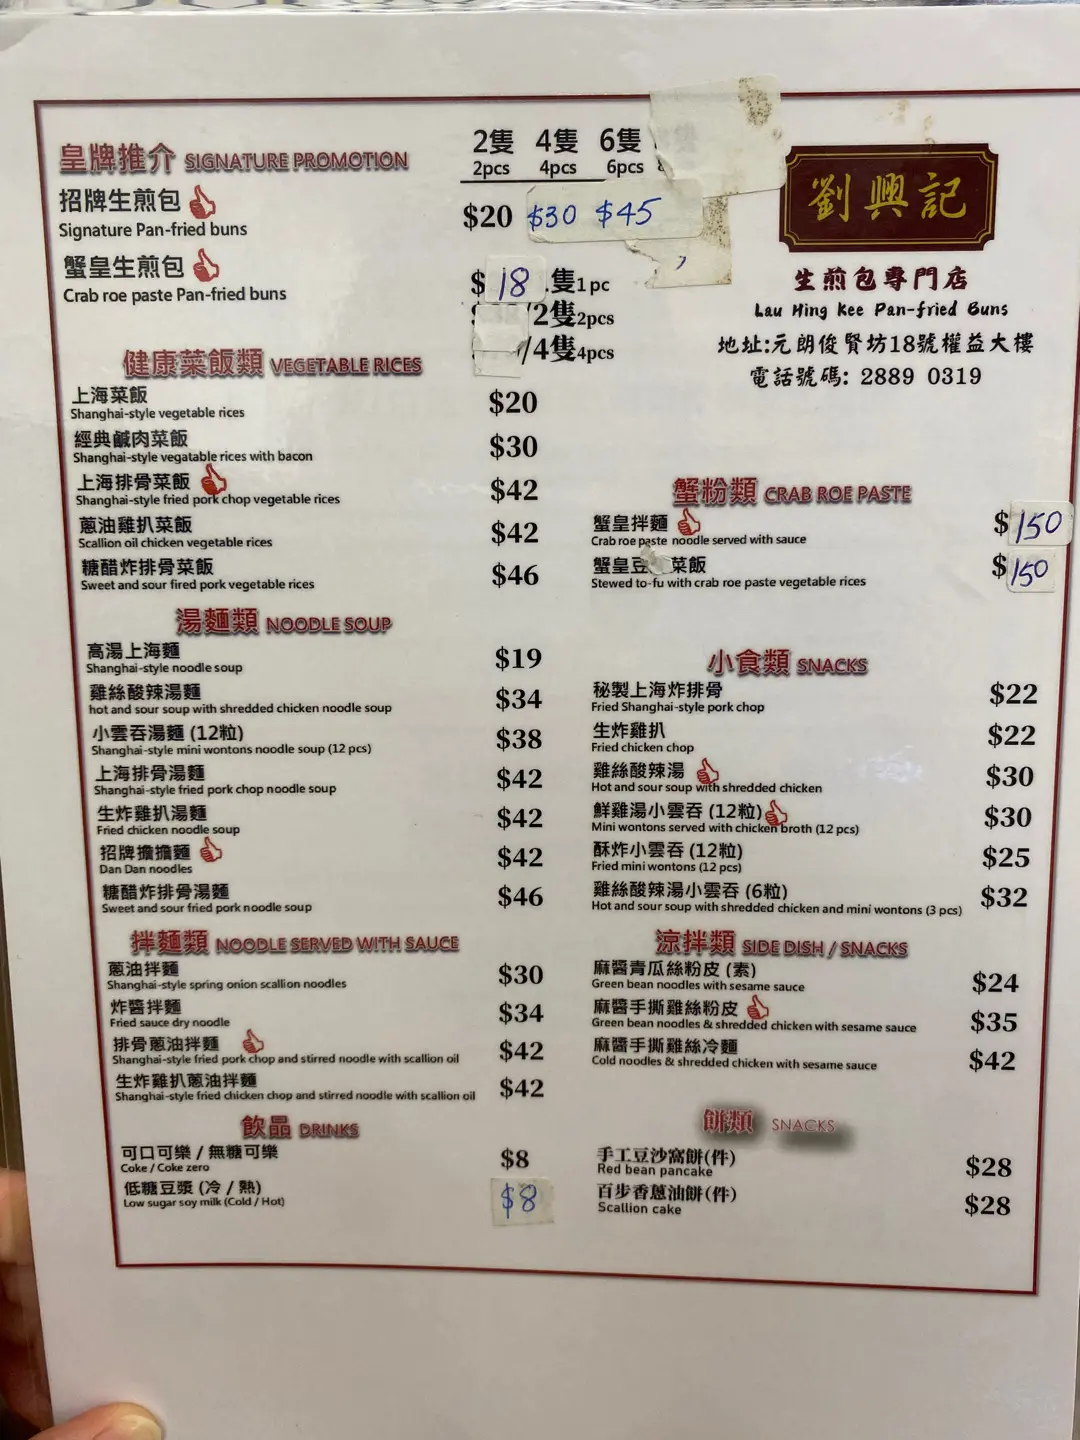 皇牌推介 SIGNATURE PROMOTION
2隻 4隻 6隻
2pcs 4pcs 6pcs
招牌生煎包
Signature Pan-fried buns
$20 $30 $45
蟹皇生煎包
Crab roe paste Pan-fried buns
$18 隻1pc
/2隻2pcs
/4隻4pcs
劉興記
生煎包專門店
Lau Hing Kee Pan-fried Buns
地址:元朗俊賢坊18號權益大樓
電話號碼: 2889 0319
健康菜飯類 VEGETABLE RICES
上海菜飯
Shanghai-style vegetable rices
$20
經典鹹肉菜飯
Shanghai-style vegatable rices with bacon
$30
上海排骨菜飯
Shanghai-style fried pork chop vegetable rices
$42
蔥油雞扒菜飯
Scallion oil chicken vegetable rices
$42
糖醋炸排骨菜飯
Sweet and sour fired pork vegetable rices
$46
湯麵類 NOODLE SOUP
高湯上海麵
Shanghai-style noodle soup
$19
雞絲酸辣湯麵
hot and sour soup with shredded chicken noodle soup
$34
小雲吞湯麵 (12粒)
Shanghai-style mini wontons noodle soup (12 pcs)
$38
上海排骨湯麵
Shanghai-style fried pork chop noodle soup
$42
生炸雞扒湯麵
Fried chicken noodle soup
$42
招牌擔擔麵
Dan Dan noodles
$42
糖醋炸排骨湯麵
Sweet and sour fried pork noodle soup
$46
拌麵類 NOODLE SERVED WITH SAUCE
蔥油拌麵
Shanghai-style spring onion scallion noodles
$30
炸醬拌麵
Fried sauce dry noodle
$34
排骨蔥油拌麵
Shanghai-style fried pork chop and stirred noodle with scallion oil
$42
生炸雞扒蔥油拌麵
Shanghai-style fried chicken chop and stirred noodle with scallion oil
$42
飲品 DRINKS
可口可樂 / 無糖可樂
Coke / Coke zero
$8
低糖豆漿 (冷 / 熱)
Low sugar soy milk (Cold / Hot)
$8
蟹粉類 CRAB ROE PASTE
蟹皇拌麵
Crab roe paste noodle served with sauce
$150
蟹皇豆 菜飯
Stewed to-fu with crab roe paste vegetable rices
$150
小食類 SNACKS
秘製上海炸排骨
Fried Shanghai-style pork chop
$22
生炸雞扒
Fried chicken chop
$22
雞絲酸辣湯
Hot and sour soup with shredded chicken
$30
鮮雞湯小雲吞 (12粒)
Mini wontons served with chicken broth (12 pcs)
$30
酥炸小雲吞 (12粒)
Fried mini wontons (12 pcs)
$25
雞絲酸辣湯小雲吞 (6粒)
Hot and sour soup with shredded chicken and mini wontons (3 pcs)
$32
涼拌類 SIDE DISH / SNACKS
麻醬青瓜絲粉皮 (素)
Green bean noodles with sesame sauce
$24
麻醬手撕雞絲粉皮
Green bean noodles & shredded chicken with sesame sauce
$35
麻醬手撕雞絲冷麵
Cold noodles & shredded chicken with sesame sauce
$42
餅類 SNACKS
手工豆沙窩餅(件)
Red bean pancake
$28
百步香蔥油餅(件)
Scallion cake
$28